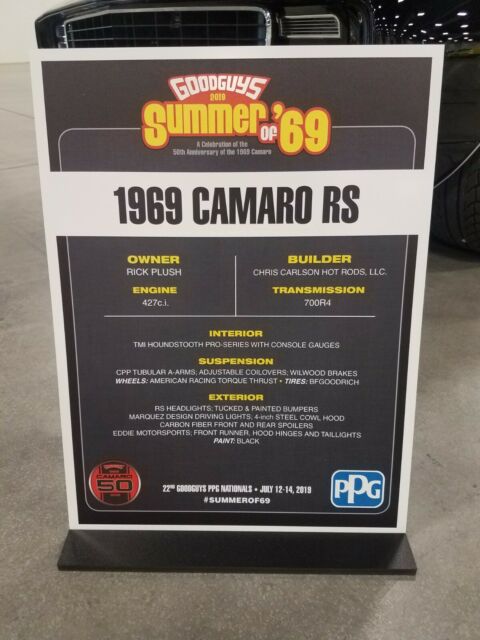 GOODGUYS
2019
Summer OF '69
A Celebration of the
50th Anniversary of the 1969 Camaro
1969 CAMARO RS
OWNER
RICK PLUSH
BUILDER
CHRIS CARLSON HOT RODS, LLC.
ENGINE
427c.i.
TRANSMISSION
700R4
INTERIOR
TMI HOUNDSTOOTH PRO-SERIES WITH CONSOLE GAUGES
SUSPENSION
CPP TUBULAR A-ARMS; ADJUSTABLE COILOVERS; WILWOOD BRAKES
WHEELS: AMERICAN RACING TORQUE THRUST • TIRES: BFGOODRICH
EXTERIOR
RS HEADLIGHTS; TUCKED & PAINTED BUMPERS
MARQUEZ DESIGN DRIVING LIGHTS; 4-inch STEEL COWL HOOD
CARBON FIBER FRONT AND REAR SPOILERS
EDDIE MOTORSPORTS; FRONT RUNNER, HOOD HINGES AND TAILLIGHTS
PAINT: BLACK
CAMARO
50
22ND GOODGUYS PPG NATIONALS • JULY 12-14, 2019
#SUMMEROF69
PPG